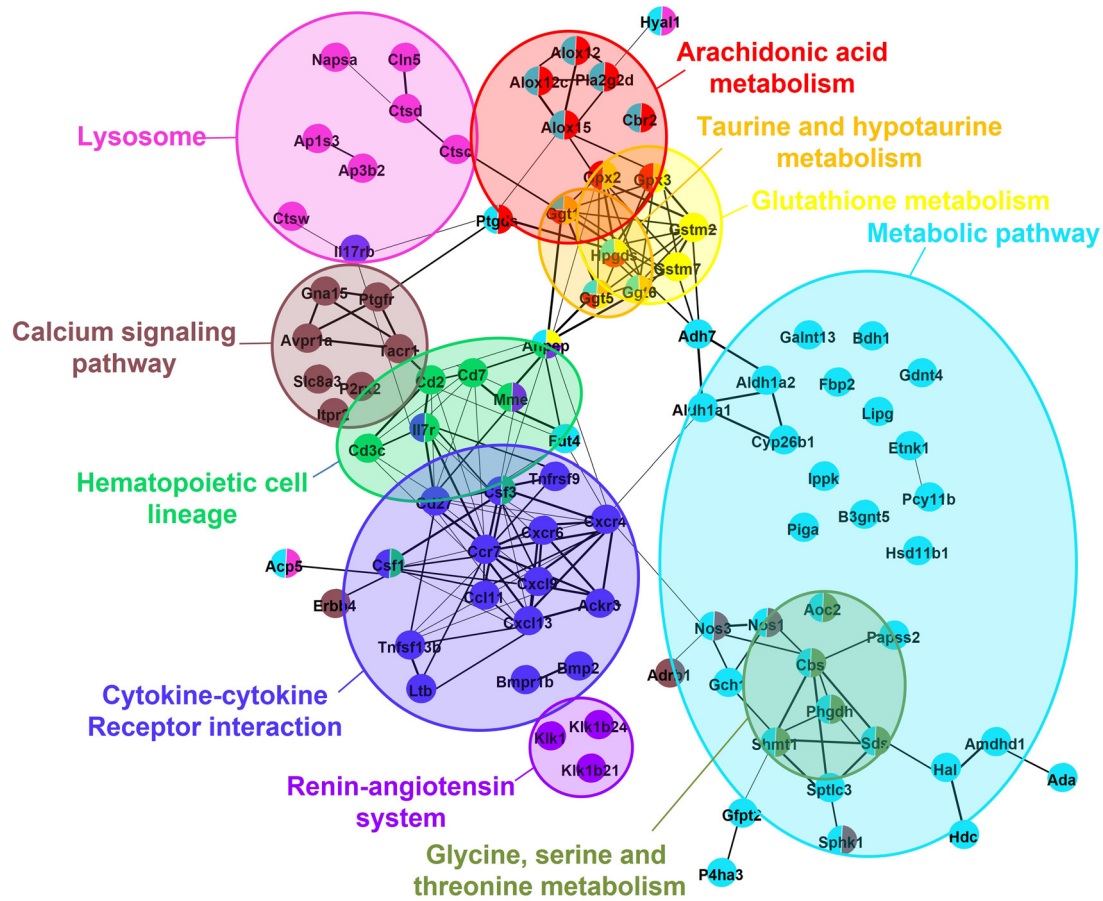 Hyal1
Napsa
Cln5
Alox12
Arachidonic acid
metabolism
Alox12c
Pla2g2d
Ctsd
Cbr2
Lysosome
Ap1s3
Alox15
Taurine and hypotaurine
metabolism
Ctsc
Ap3b2
Gpx2
Gpx3
Glutathione metabolism
Ctsw
Ptgds
Ggt1
Gstm2
Metabolic pathway
Il17rb
Hpgds
Gstm7
Gna15
Ptgfr
Ggt5
Ggt6
Calcium signaling
pathway
Avpr1a
Tacr1
Anpep
Adh7
Galnt13
Bdh1
Slc8a3
P2rx2
Cd2
Cd7
Aldh1a2
Fbp2
Gdnt4
Itpr2
Mme
Aldh1a1
Lipg
Il7r
Cd3c
Fut4
Cyp26b1
Etnk1
Hematopoietic cell
lineage
Tnfrsf9
Ippk
Cd27
Csf3
Pcy11b
Cxcr4
Cxcr6
Piga
B3gnt5
Ccr7
Hsd11b1
Acp5
Csf1
Cxcl9
Erbb4
Ccl11
Ackr3
Aoc2
Cxcl13
Nos3
Nos1
Papss2
Tnfsf13b
Cbs
Bmp2
Adrb1
Gch1
Ltb
Bmpr1b
Cytokine-cytokine
Receptor interaction
Phgdh
Klk1
Klk1b24
Shmt1
Sds
Amdhd1
Klk1b21
Hal
Ada
Renin-angiotensin
system
Sptlc3
Gfpt2
Hdc
Sphk1
Glycine, serine and
threonine metabolism
P4ha3